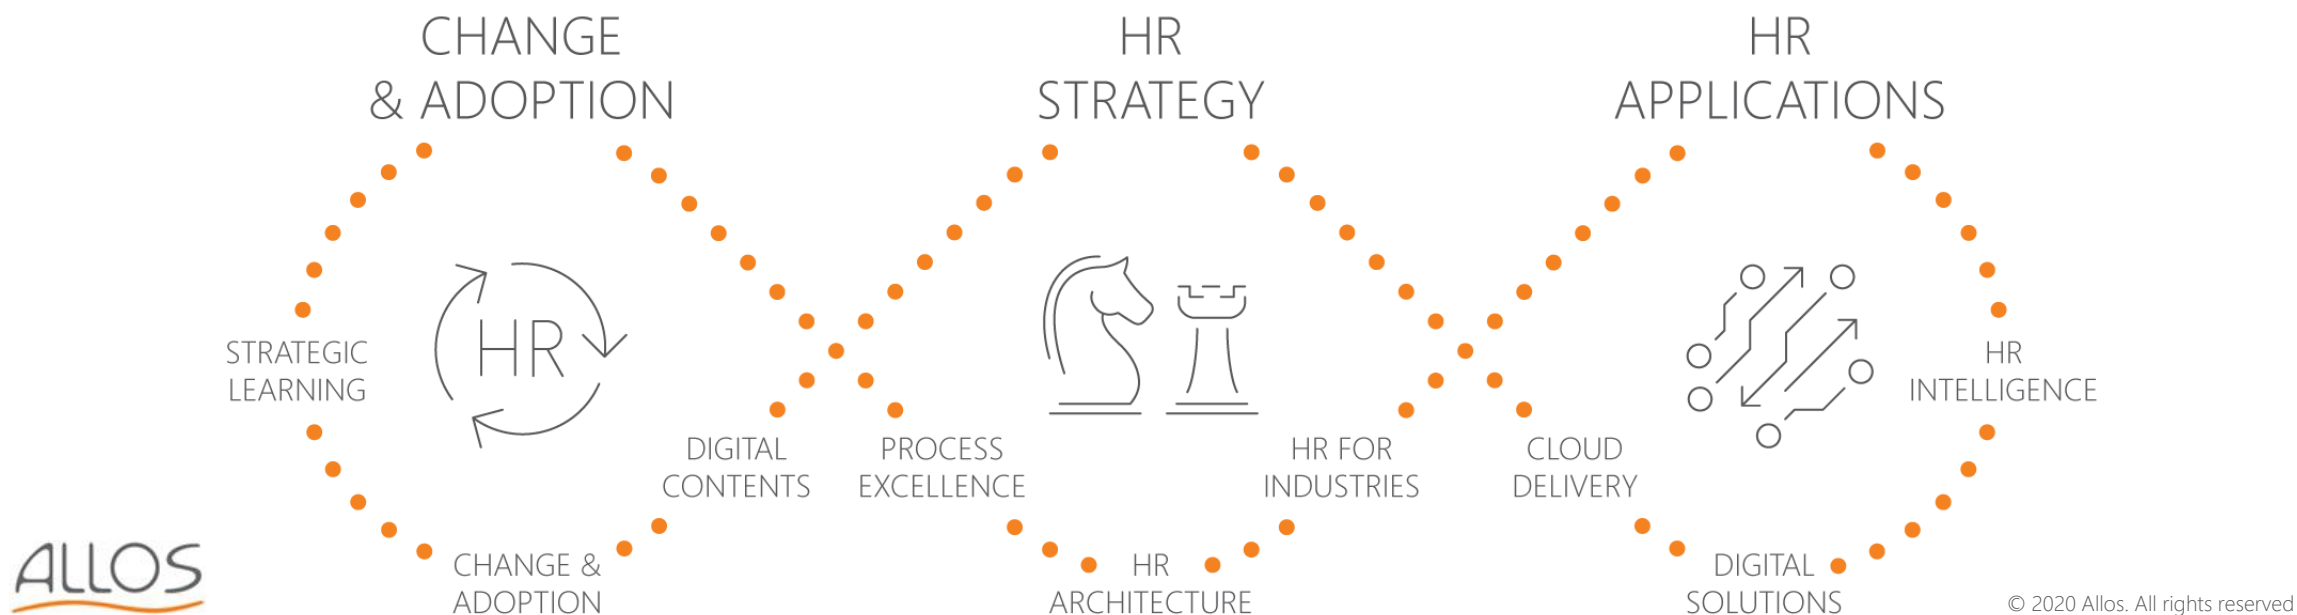 CHANGE
& ADOPTION
HR
STRATEGY
HR
APPLICATIONS
HR
STRATEGIC
LEARNING
DIGITAL
CONTENTS
CHANGE &
ADOPTION
PROCESS
EXCELLENCE
HR
ARCHITECTURE
HR FOR
INDUSTRIES
CLOUD
DELIVERY
DIGITAL
SOLUTIONS
HR
INTELLIGENCE
ALLOS
© 2020 Allos. All rights reserved